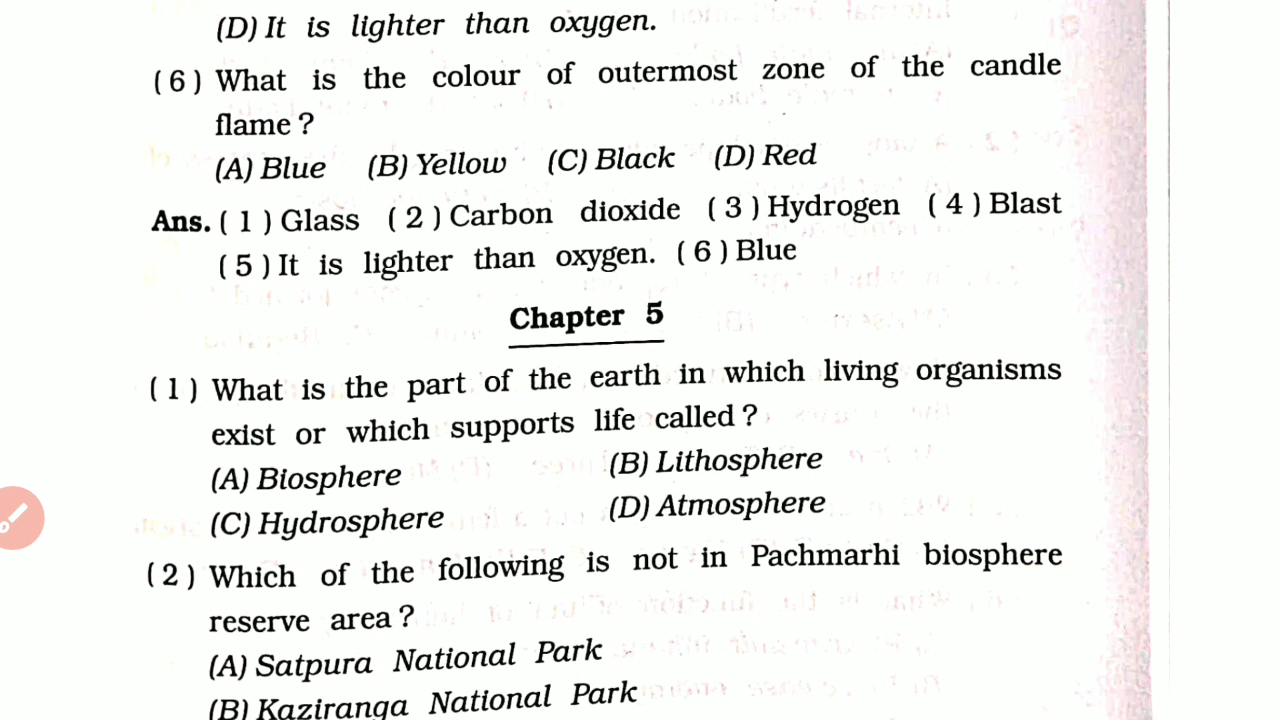 (D) It is lighter than oxygen.
( 6 ) What is the colour of outermost zone of the candle
flame ?
(A) Blue (B) Yellow (C) Black (D) Red
Ans. ( 1 ) Glass ( 2 ) Carbon dioxide ( 3 ) Hydrogen ( 4 ) Blast
( 5 ) It is lighter than oxygen. ( 6 ) Blue
Chapter 5
( 1 ) What is the part of the earth in which living organisms
exist or which supports life called ?
(A) Biosphere (B) Lithosphere
(C) Hydrosphere (D) Atmosphere
( 2 ) Which of the following is not in Pachmarhi biosphere
reserve area ?
(A) Satpura National Park
(B) Kaziranga National Park